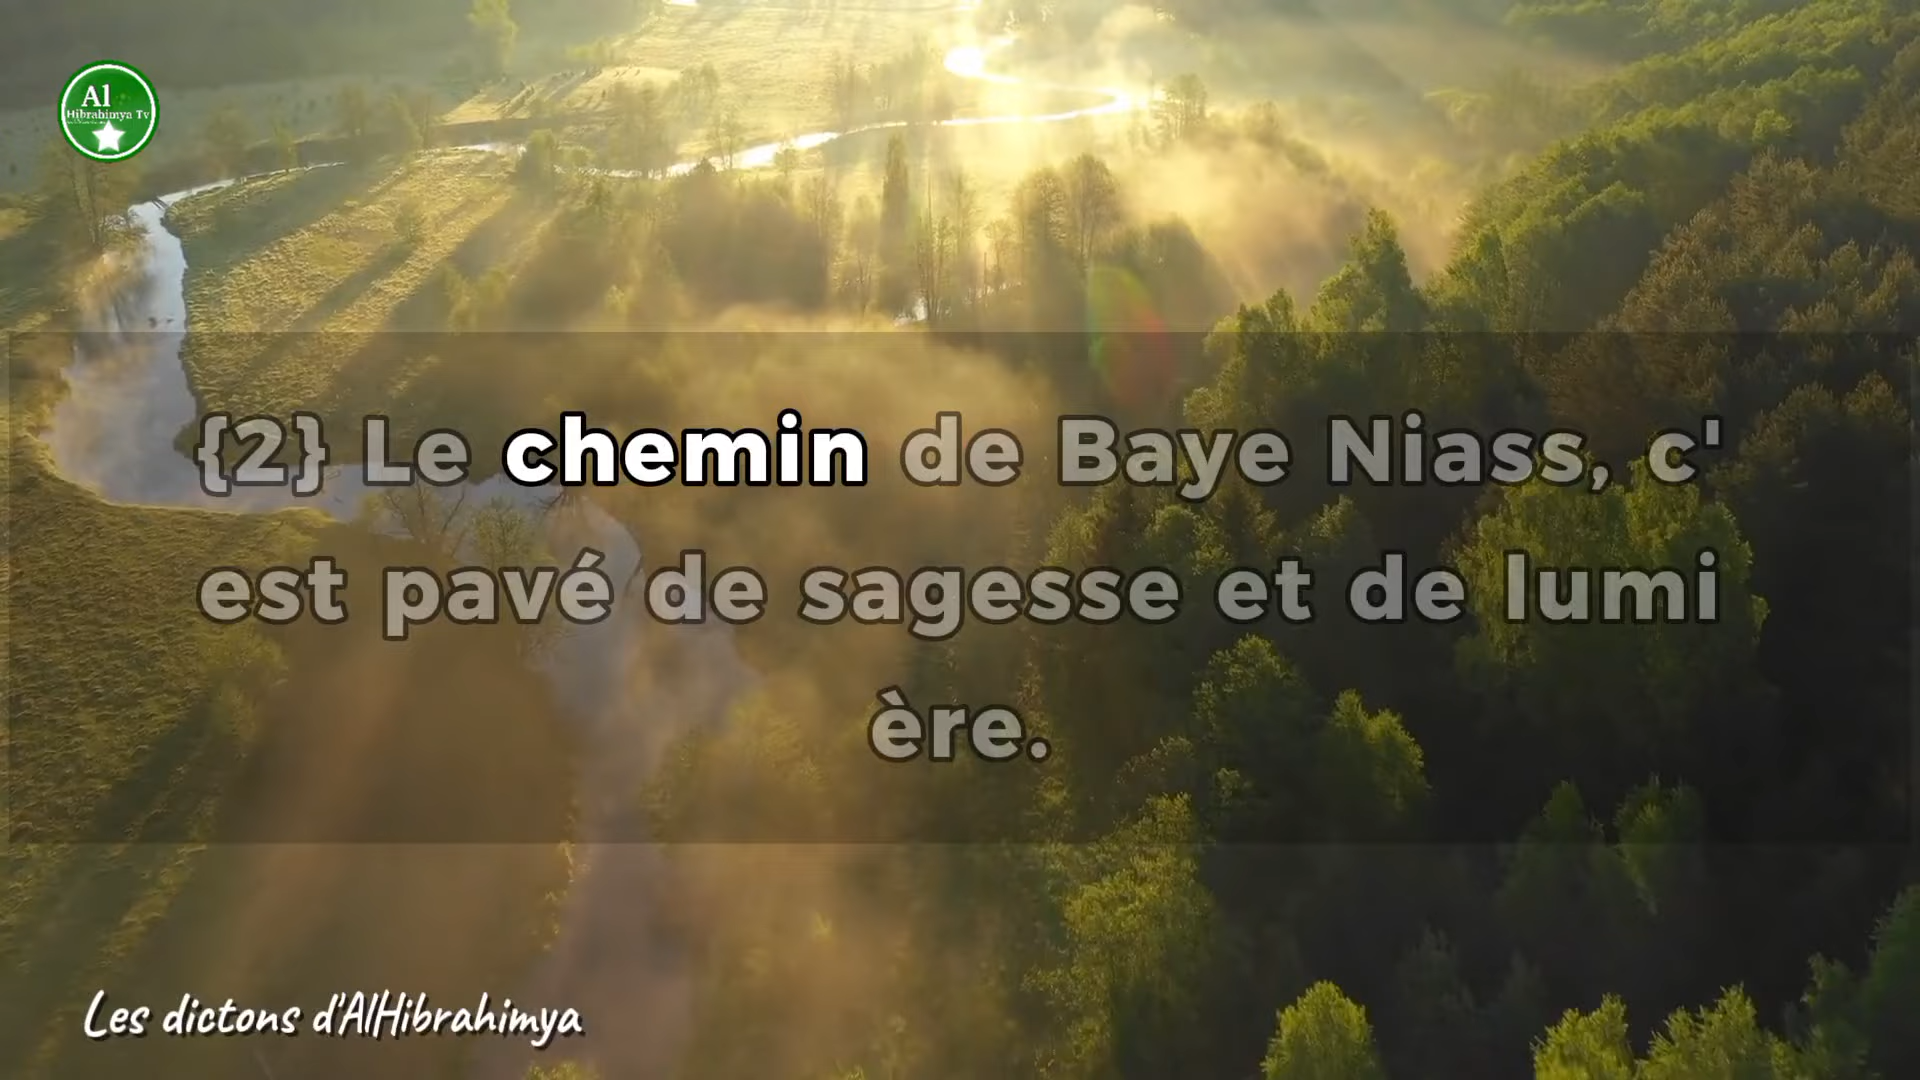 Al
Hibrahimya Tv
{2} Le chemin de Baye Niass, c'
est pavé de sagesse et de lumi
ère.
Les dictons d'AlHibrahimya